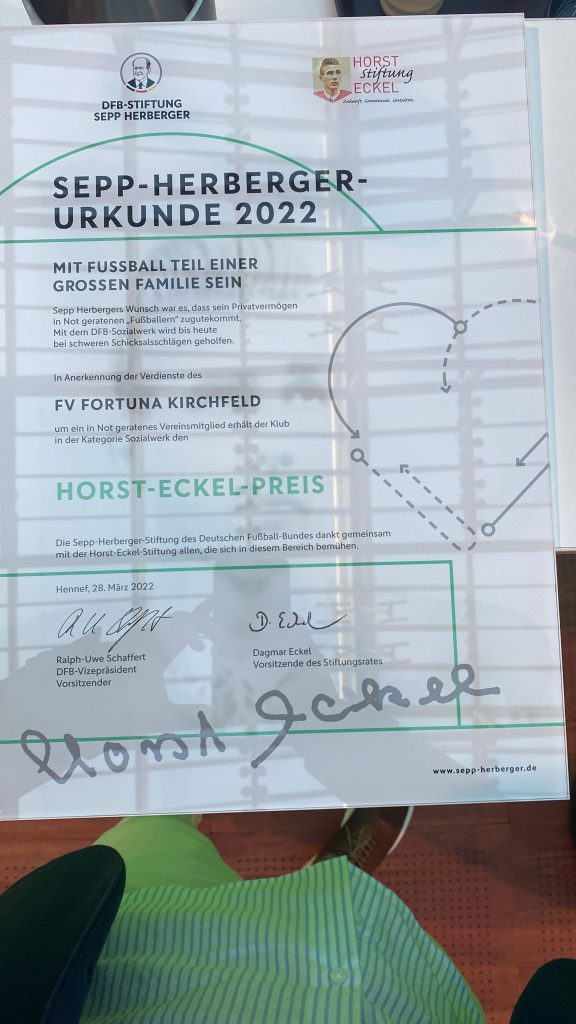 DFB-STIFTUNG
SEPP HERBERGER
HORST
Stiftung
ECKEL
Zukunft. Gemeinsam. Gestalten.
SEPP-HERBERGER-
URKUNDE 2022
MIT FUSSBALL TEIL EINER
GROSSEN FAMILIE SEIN
Sepp Herbergers Wunsch war es, dass sein Privatvermögen
in Not geratenen „Fußballern" zugutekommt.
Mit dem DFB-Sozialwerk wird bis heute
bei schweren Schicksalsschlägen geholfen.
In Anerkennung der Verdienste des
FV FORTUNA KIRCHFELD
um ein in Not geratenes Vereinsmitglied erhält der Klub
in der Kategorie Sozialwerk den
HORST-ECKEL-PREIS
Die Sepp-Herberger-Stiftung des Deutschen Fußball-Bundes dankt gemeinsam
mit der Horst-Eckel-Stiftung allen, die sich in diesem Bereich bemühen.
Hennef, 28. März 2022
D. Eckel
Ralph-Uwe Schaffert
DFB-Vizepräsident
Vorsitzender
Dagmar Eckel
Vorsitzende des Stiftungsrates
Horst Eckel
www.sepp-herberger.de